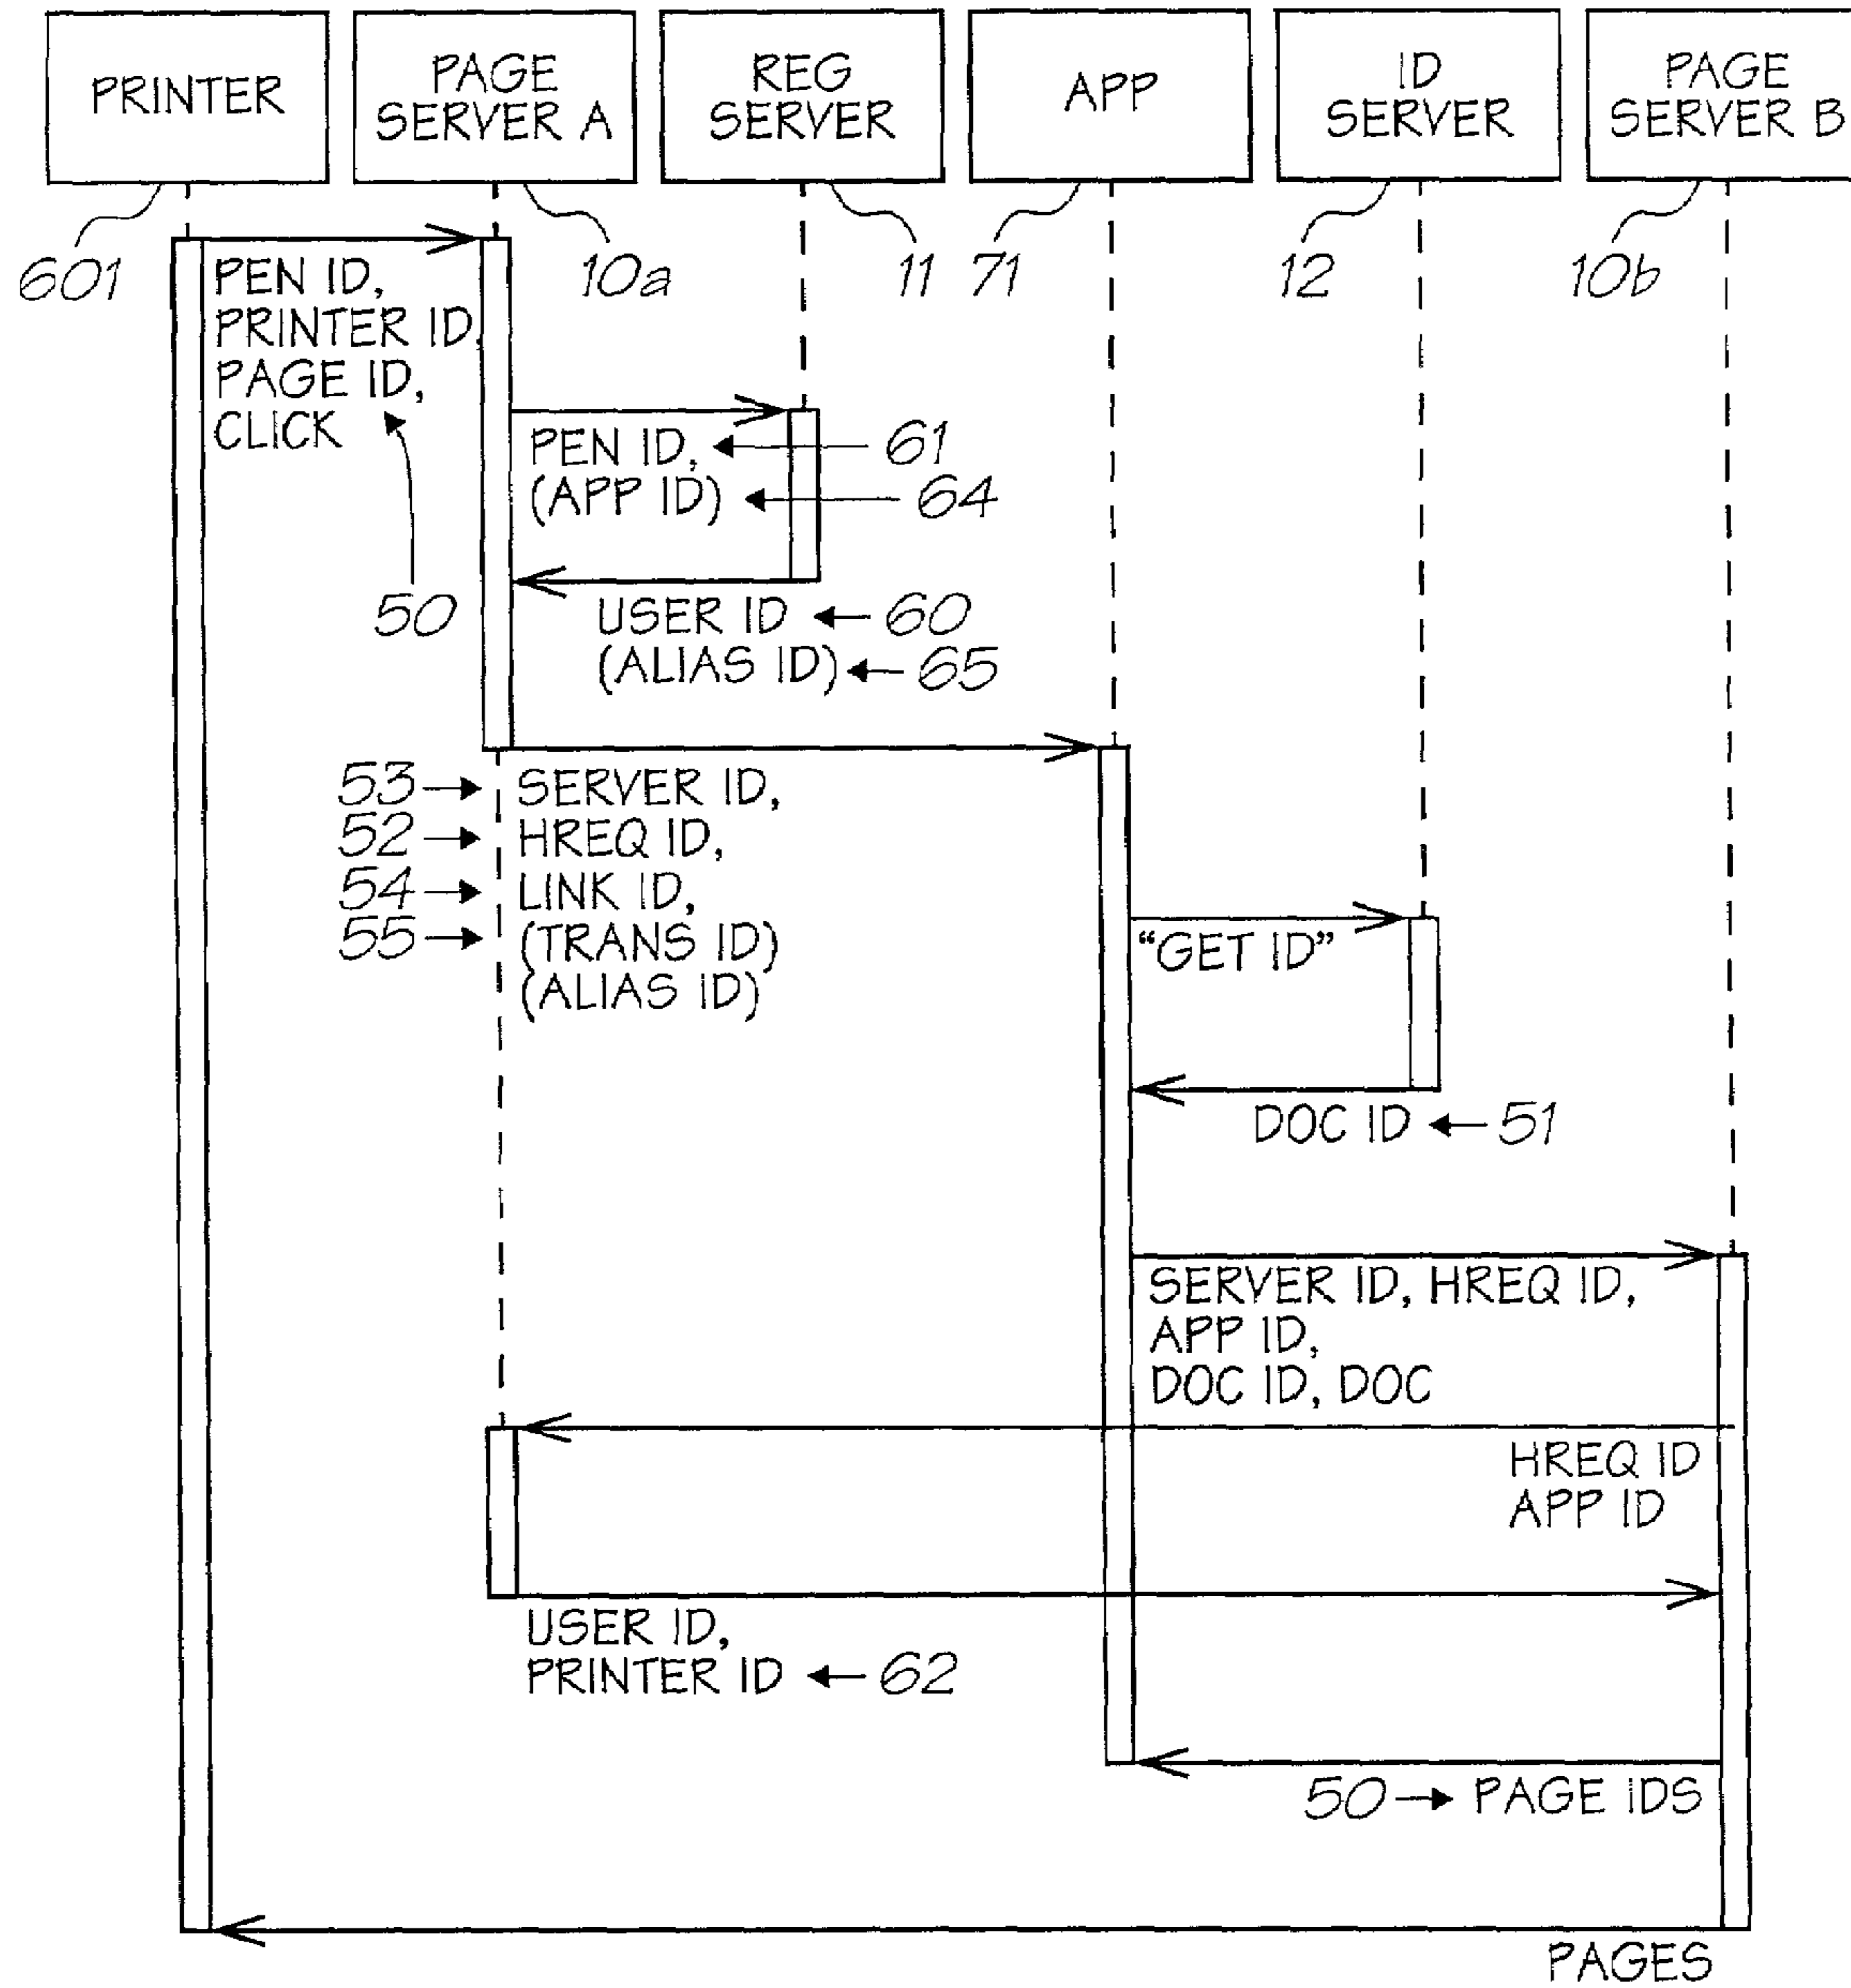 PRINTER
PAGE
SERVER A
REG
SERVER
APP
ID
SERVER
PAGE
SERVER B
601
10a
11
71
12
10b
PEN ID,
PRINTER ID,
PAGE ID,
CLICK
50
PEN ID,
61
(APP ID)
64
USER ID
60
(ALIAS ID)
65
53
SERVER ID,
52
HREQ ID,
54
LINK ID,
55
(TRANS ID)
(ALIAS ID)
“GET ID”
DOC ID
51
SERVER ID, HREQ ID,
APP ID,
DOC ID, DOC
HREQ ID
APP ID
USER ID,
PRINTER ID
62
50
PAGE IDS
PAGES